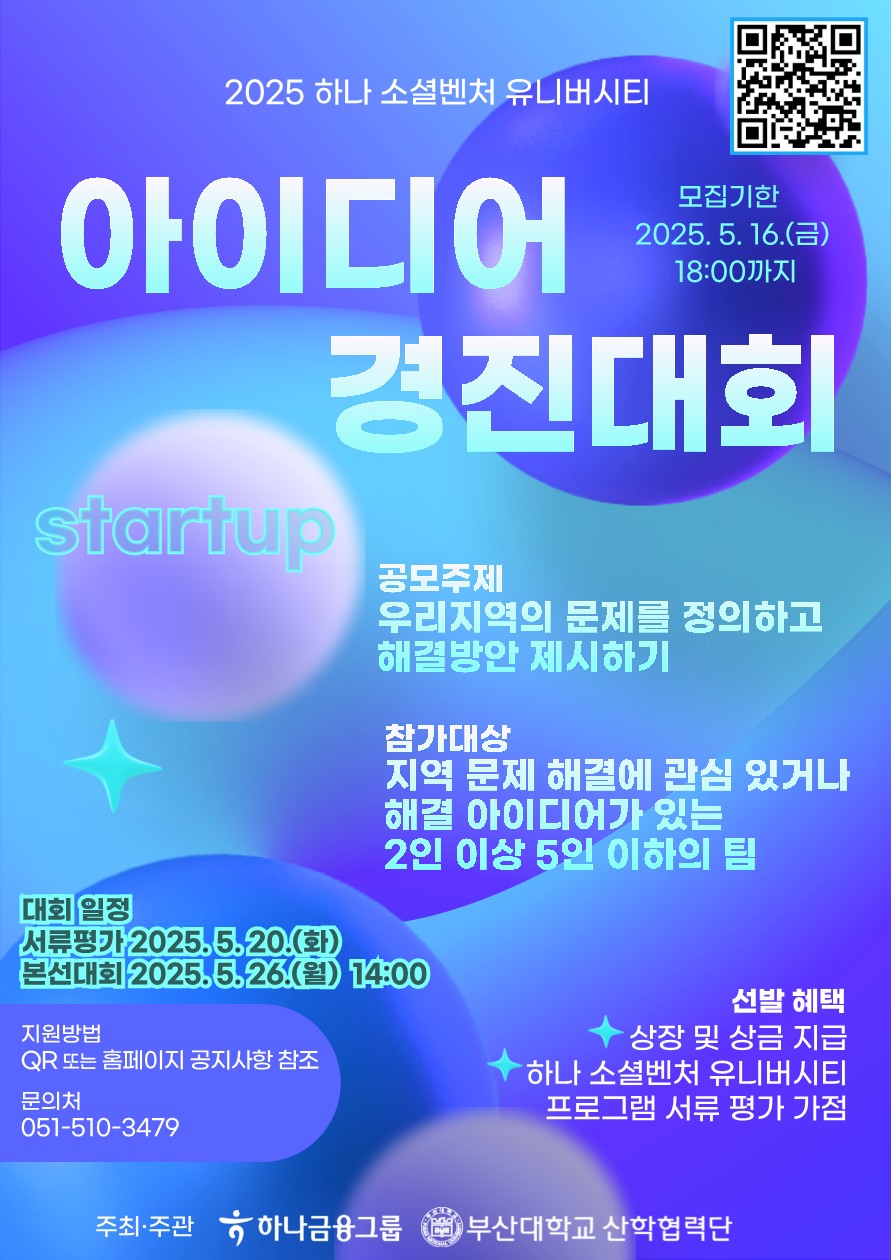 2025 하나 소셜벤처 유니버시티
아이디어
경진대회
모집기한
2025. 5. 16.(금)
18:00까지
startup
공모주제
우리지역의 문제를 정의하고
해결방안 제시하기
참가대상
지역 문제 해결에 관심 있거나
해결 아이디어가 있는
2인 이상 5인 이하의 팀
대회 일정
서류평가 2025. 5. 20.(화)
본선대회 2025. 5. 26.(월) 14:00
지원방법
QR 또는 홈페이지 공지사항 참조
문의처
051-510-3479
선발 혜택
상장 및 상금 지급
하나 소셜벤처 유니버시티
프로그램 서류 평가 가점
주최·주관 하나금융그룹 부산대학교 산학협력단